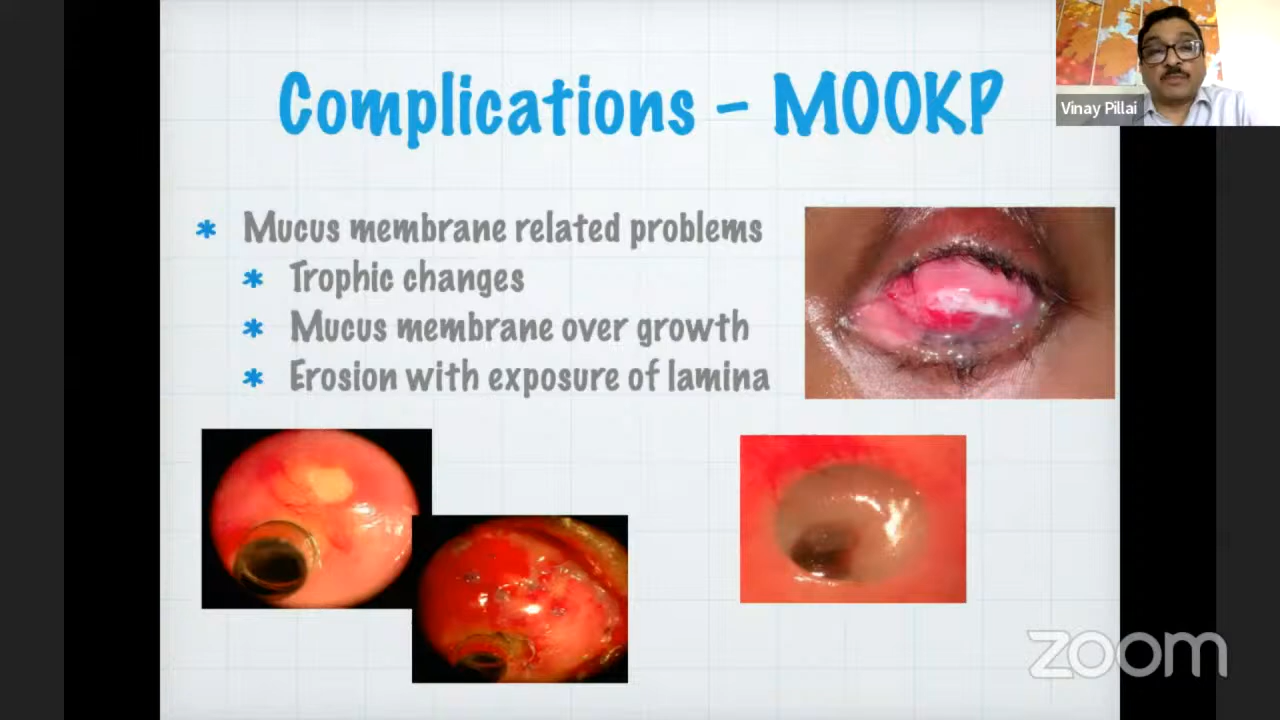 Complications - MOOKP
Vinay Pillai
* Mucus membrane related problems
* Trophic changes
* Mucus membrane over growth
* Erosion with exposure of lamina
zoom